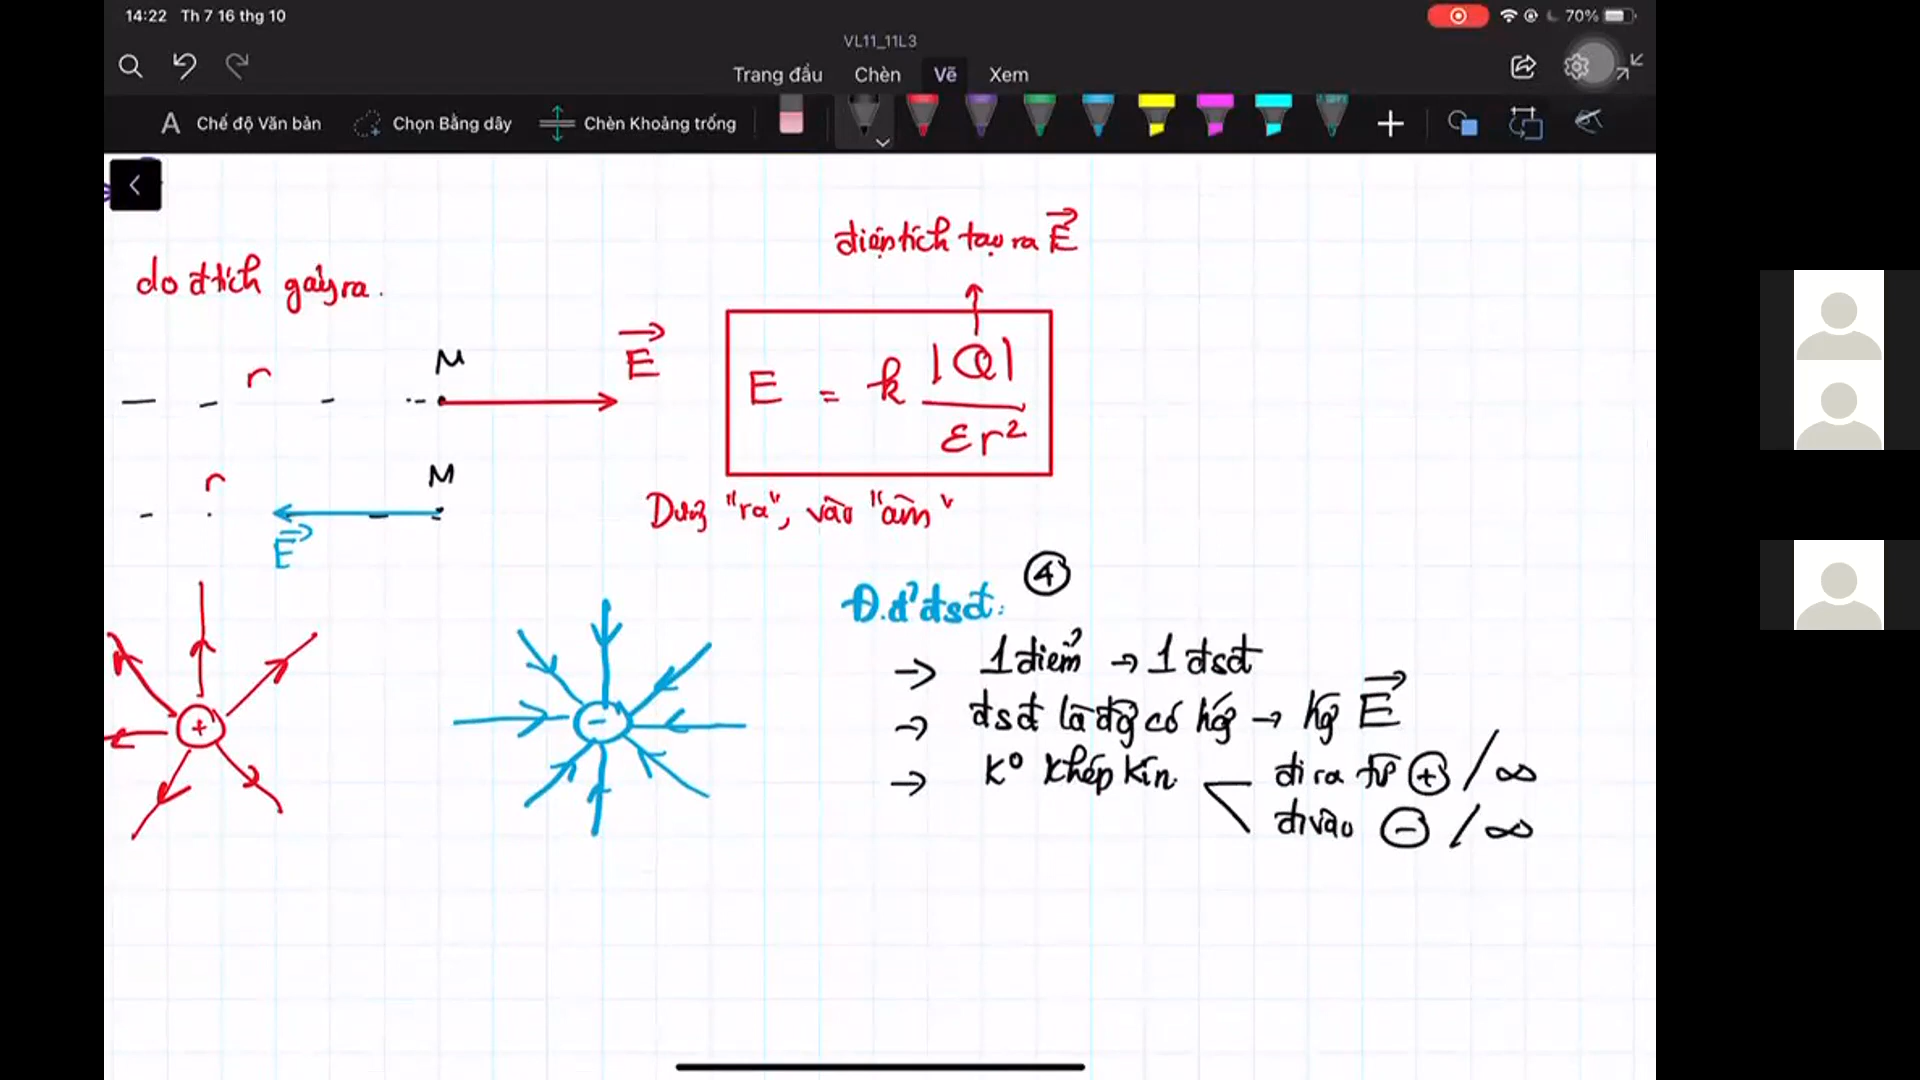 14:22 Th 7 16 thg 10
70%
VL11_11L3
Trang đầu Chèn Vẽ Xem
A Chế độ Văn bản Chọn Bằng dây Chèn Khoảng trống
điện tích tạo ra E
do đtích gây ra.
M
E
r
E = k |Q| / εr²
M
r
Dương "ra", vào "âm"
E
④
Đ.đ' đsđ:
→ 1 điểm → 1 đsđ
→ đsđ là đg có hg → hg E
→ Kº khép kín
đi ra từ (+) / ∞
đi vào (-) / ∞
+
-